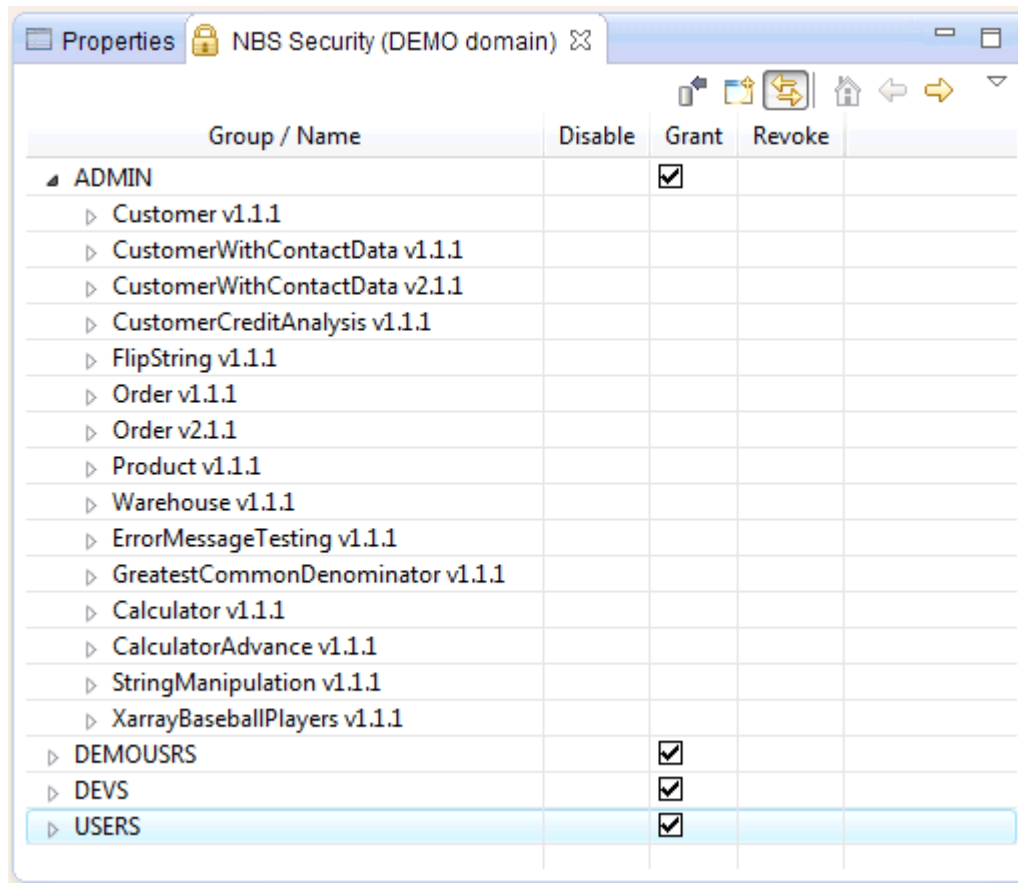 Properties NBS Security (DEMO domain)
Group / Name Disable Grant Revoke
ADMIN
Customer v1.1.1
CustomerWithContactData v1.1.1
CustomerWithContactData v2.1.1
CustomerCreditAnalysis v1.1.1
FlipString v1.1.1
Order v1.1.1
Order v2.1.1
Product v1.1.1
Warehouse v1.1.1
ErrorMessageTesting v1.1.1
GreatestCommonDenominator v1.1.1
Calculator v1.1.1
CalculatorAdvance v1.1.1
StringManipulation v1.1.1
XarrayBaseballPlayers v1.1.1
DEMOUSRS
DEVS
USERS